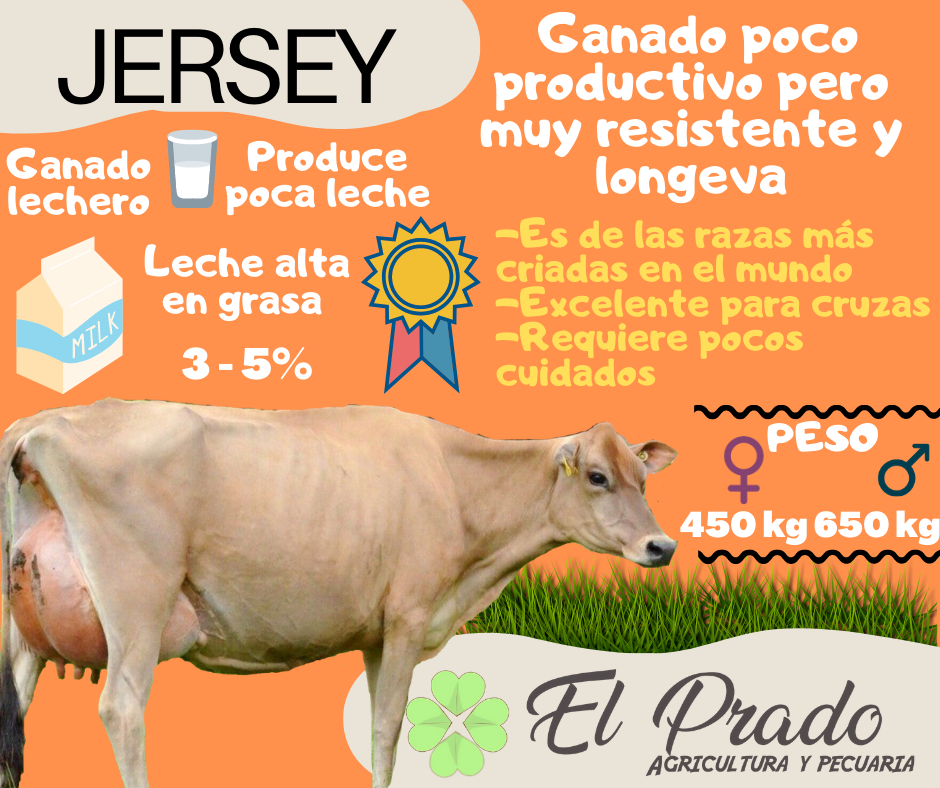 JERSEY
Ganado
lechero
Produce
poca leche
MILK
Leche alta
en grasa
3 - 5%
Ganado poco
productivo pero
muy resistente y
longeva
-Es de las razas más
criadas en el mundo
-Excelente para cruzas
-Requiere pocos
cuidados
PESO
450 kg 650 kg
El Prado
AGRICULTURA Y PECUARIA